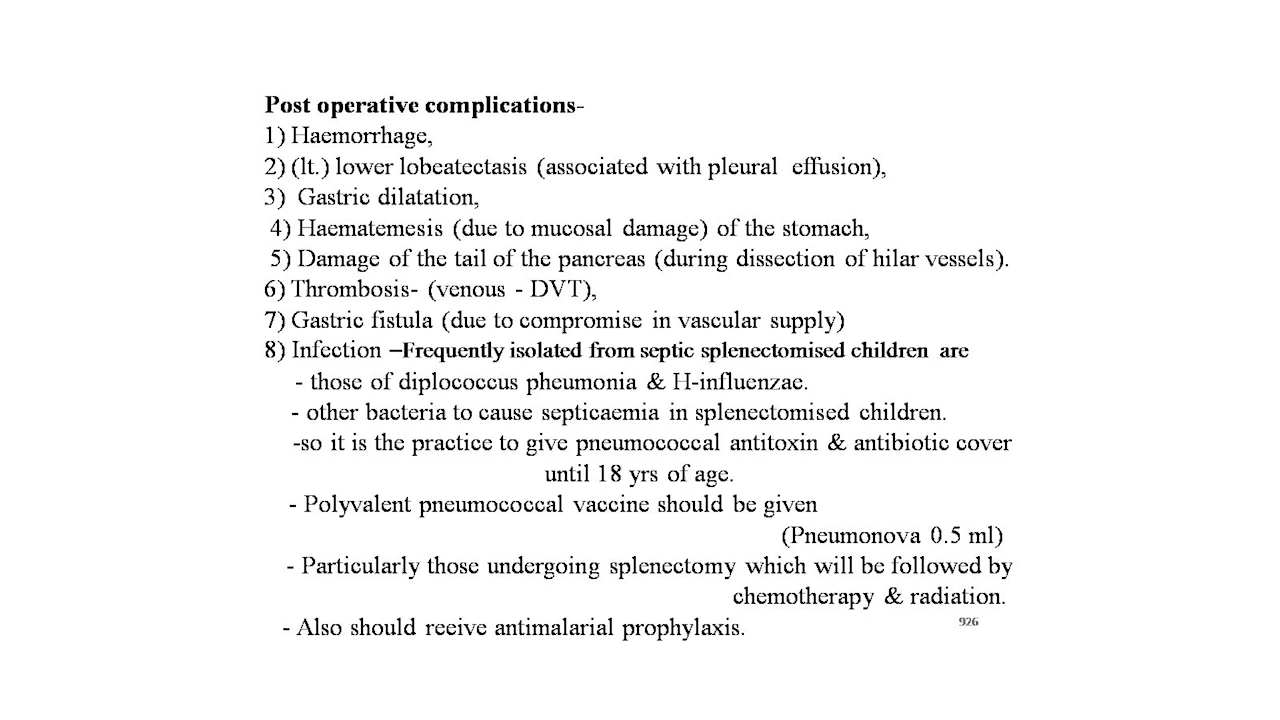 Post operative complications-
1) Haemorrhage,
2) (lt.) lower lobeatectasis (associated with pleural effusion),
3) Gastric dilatation,
4) Haematemesis (due to mucosal damage) of the stomach,
5) Damage of the tail of the pancreas (during dissection of hilar vessels).
6) Thrombosis- (venous - DVT),
7) Gastric fistula (due to compromise in vascular supply)
8) Infection –Frequently isolated from septic splenectomised children are
- those of diplococcus pheumonia & H-influenzae.
- other bacteria to cause septicaemia in splenectomised children.
-so it is the practice to give pneumococcal antitoxin & antibiotic cover
until 18 yrs of age.
- Polyvalent pneumococcal vaccine should be given
(Pneumonova 0.5 ml)
- Particularly those undergoing splenectomy which will be followed by
chemotherapy & radiation.
- Also should reeive antimalarial prophylaxis.
926